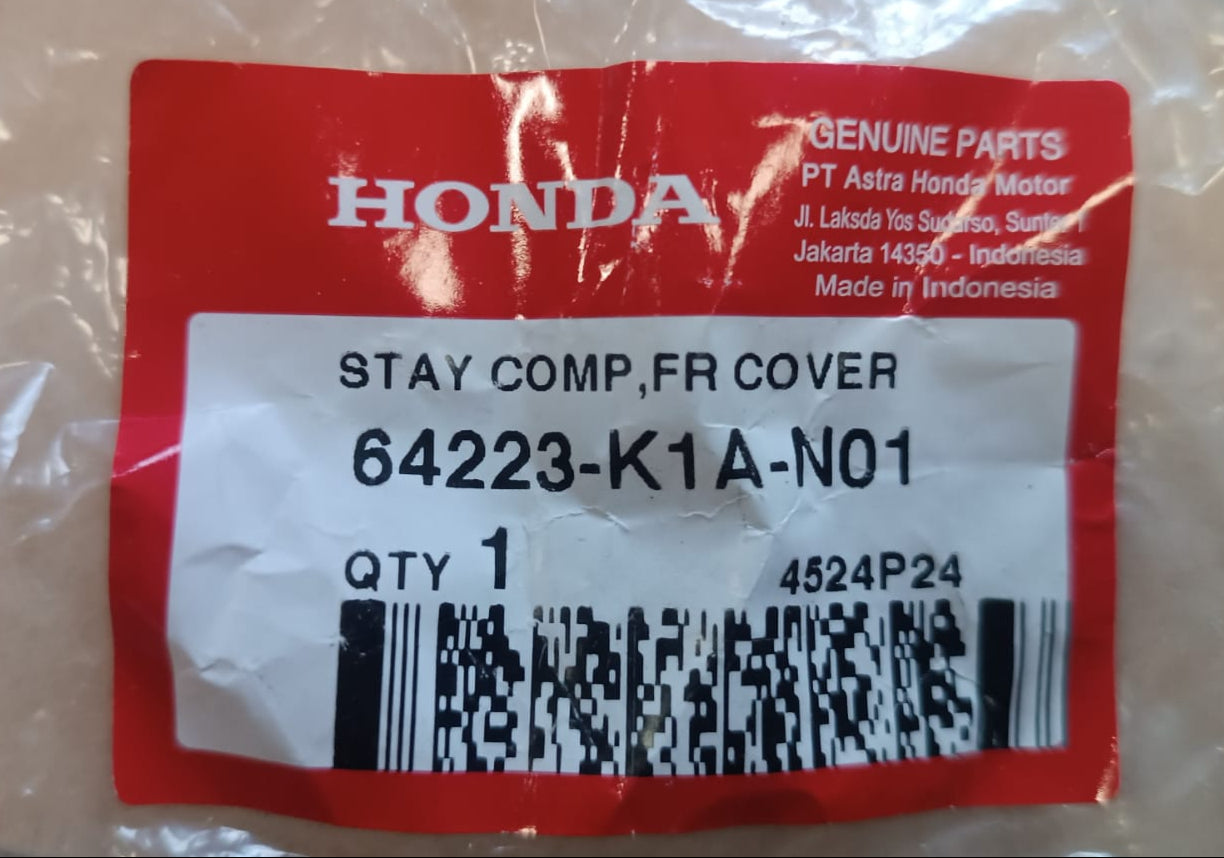 HONDA
GENUINE PARTS
PT Astra Honda Motor
Jl. Laksda Yos Sudarso, Sunter I
Jakarta 14350 - Indonesia
Made in Indonesia
STAY COMP,FR COVER
64223-K1A-N01
QTY 1
4524P24